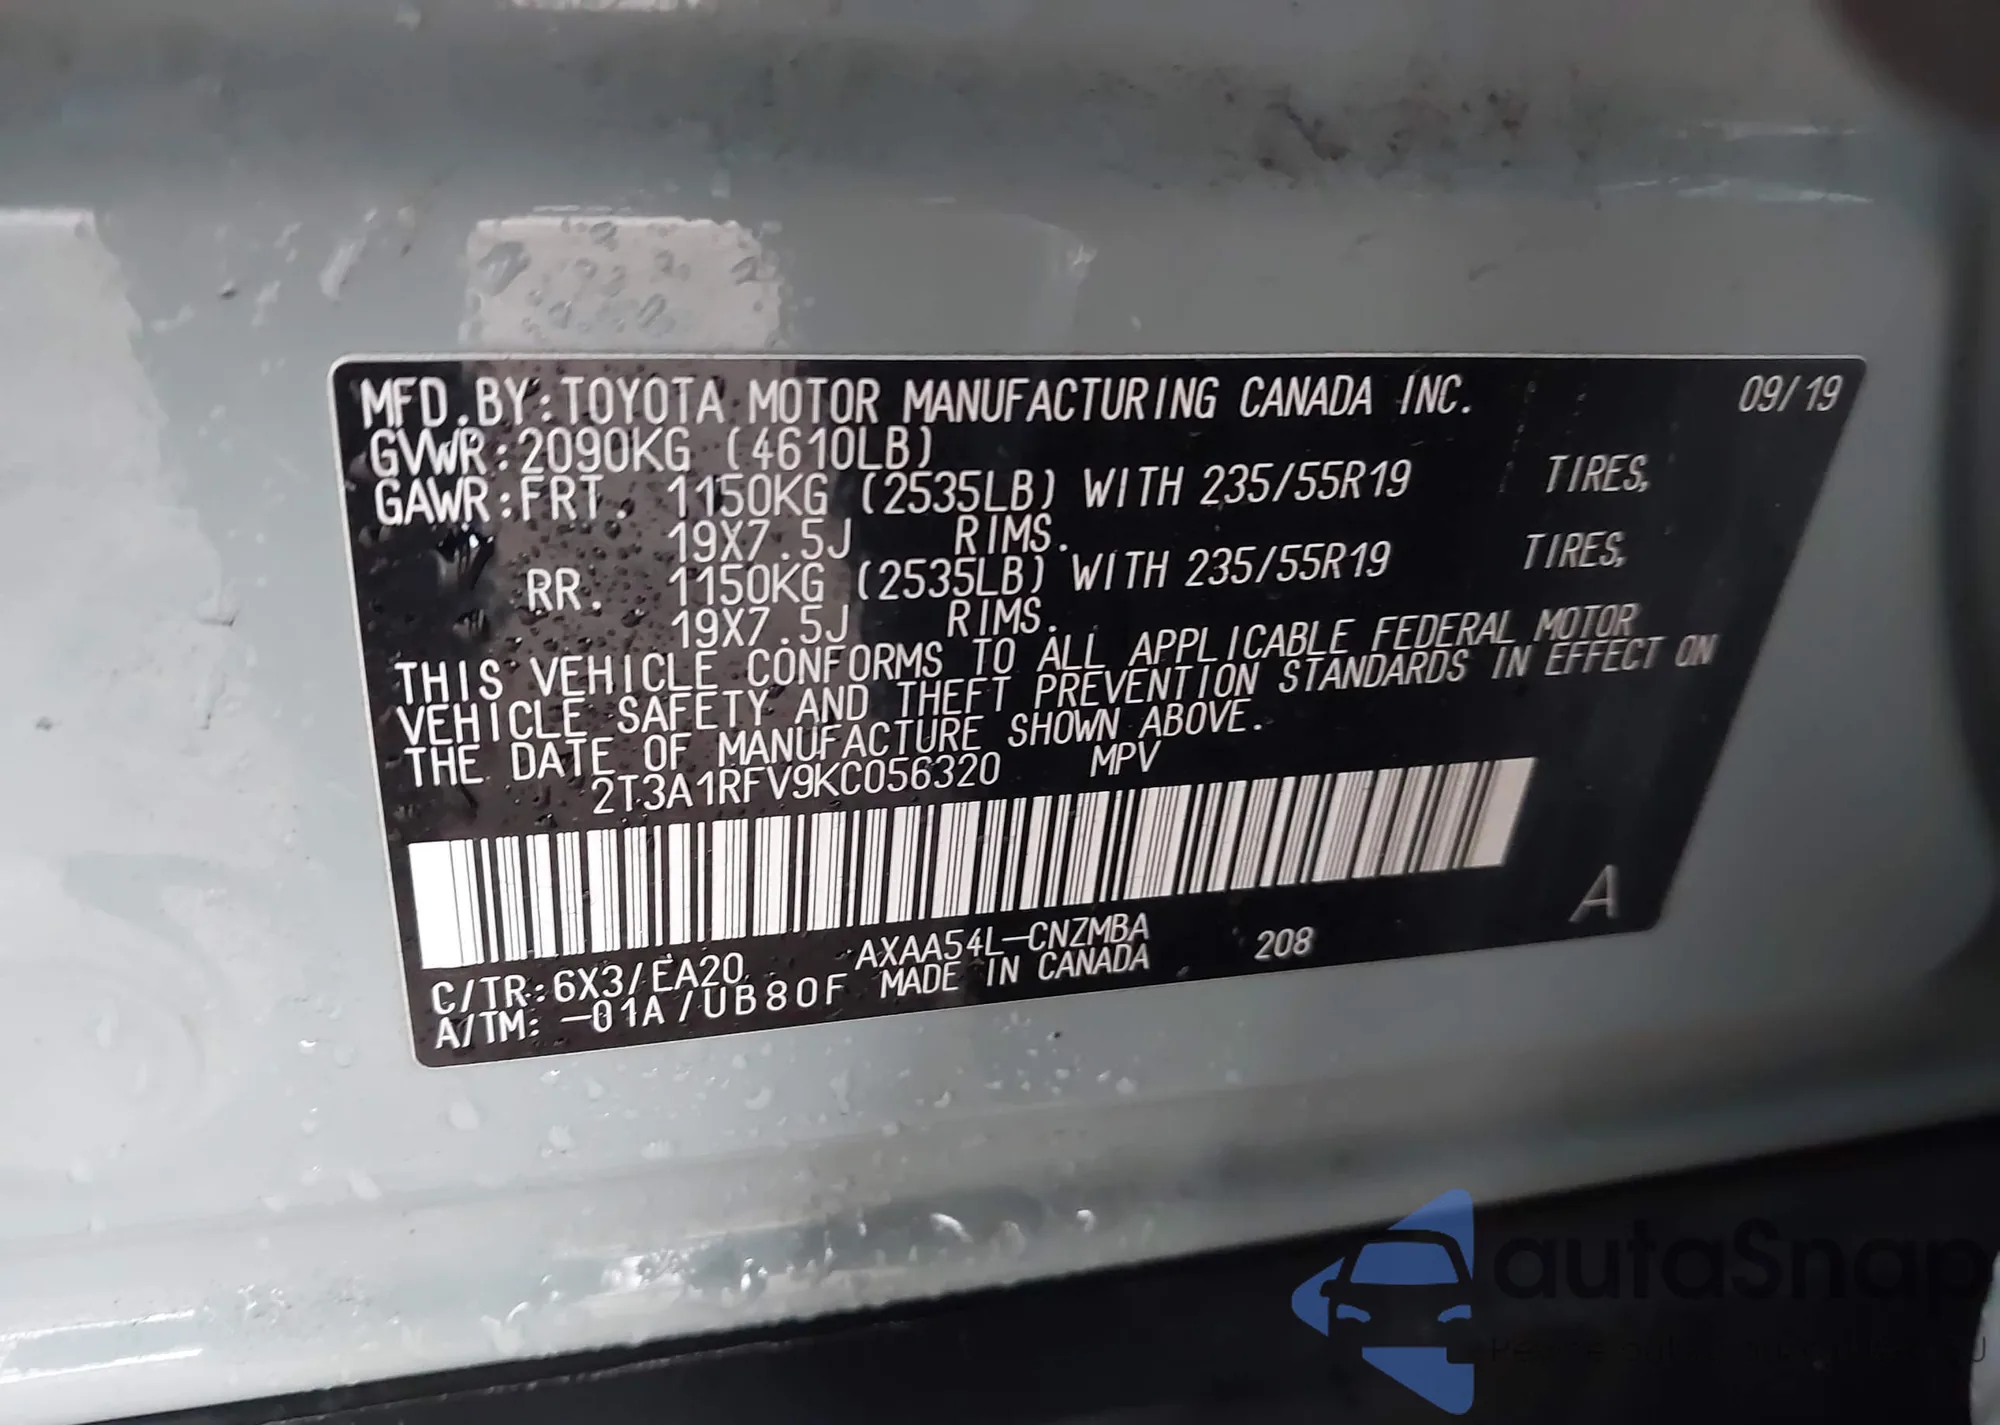 MFD.BY:TOYOTA MOTOR MANUFACTURING CANADA INC. 09/19
GVWR:2090KG (4610LB)
GAWR:FRT. 1150KG (2535LB) WITH 235/55R19 TIRES,
19X7.5J RIMS.
RR. 1150KG (2535LB) WITH 235/55R19 TIRES,
19X7.5J RIMS.
THIS VEHICLE CONFORMS TO ALL APPLICABLE FEDERAL MOTOR
VEHICLE SAFETY AND THEFT PREVENTION STANDARDS IN EFFECT ON
THE DATE OF MANUFACTURE SHOWN ABOVE.
2T3A1RFV9KC056320 MPV
A
C/TR:6X3/EA20 AXAA54L-CNZMBA 208
A/TM: -01A/UB80F MADE IN CANADA
autaSnap